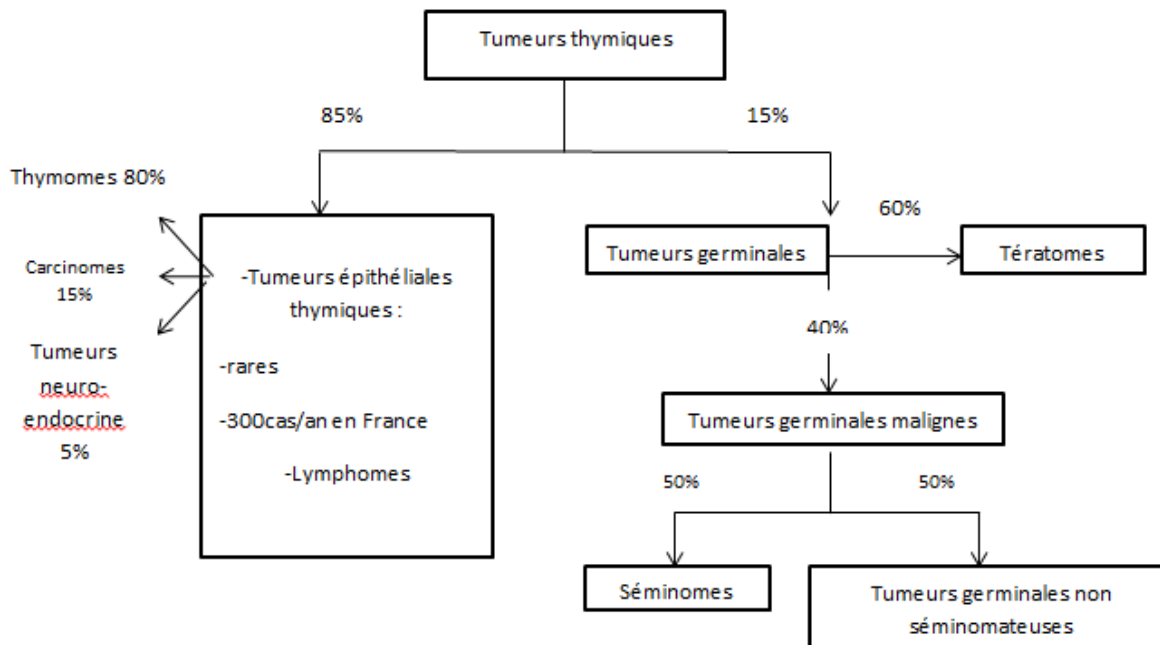 Tumeurs thymiques
85%
15%
Thymomes 80%
Carcinomes
15%
Tumeurs
neuro-
endocrine
5%
-Tumeurs épithéliales
thymiques :
-rares
-300cas/an en France
-Lymphomes
60%
Tumeurs germinales
Tératomes
40%
Tumeurs germinales malignes
50%
50%
Séminomes
Tumeurs germinales non
séminomateuses